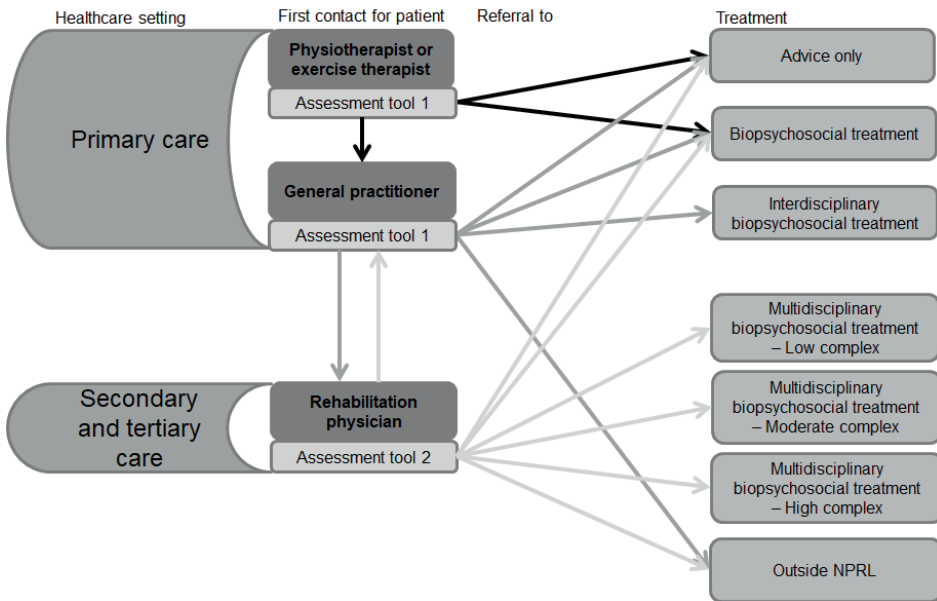 Healthcare setting
First contact for patient
Referral to
Treatment
Primary care
Physiotherapist or
exercise therapist
Assessment tool 1
General practitioner
Assessment tool 1
Secondary
and tertiary
care
Rehabilitation
physician
Assessment tool 2
Advice only
Biopsychosocial treatment
Interdisciplinary
biopsychosocial treatment
Multidisciplinary
biopsychosocial treatment
– Low complex
Multidisciplinary
biopsychosocial treatment
– Moderate complex
Multidisciplinary
biopsychosocial treatment
– High complex
Outside NPRL